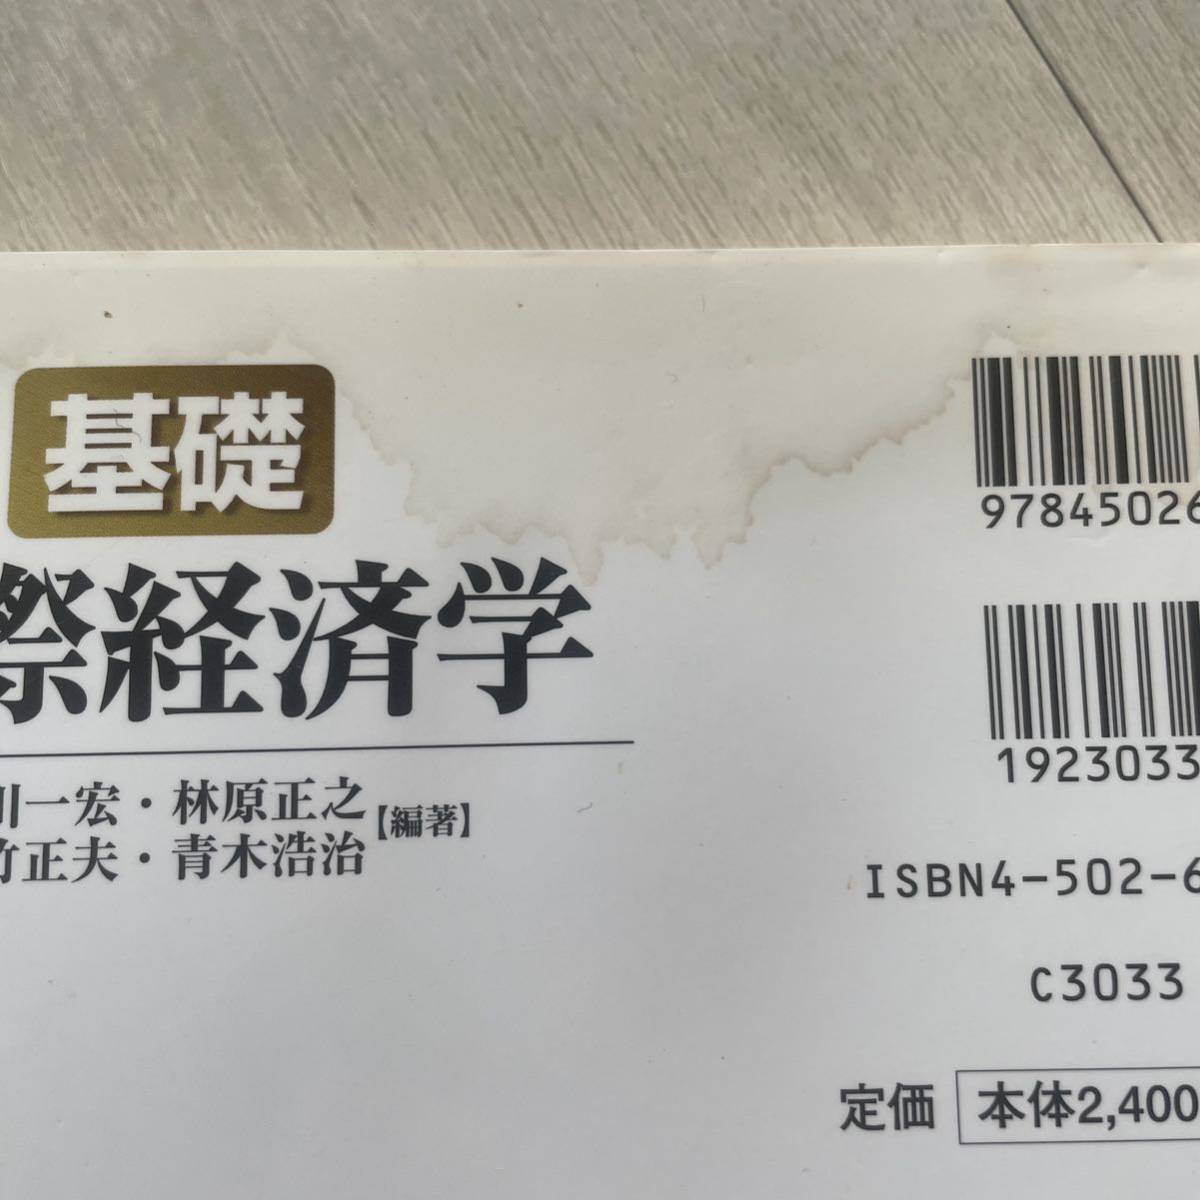 基礎
際経済学
川一宏・林原正之
竹正夫・青木浩治
【編著】
97845026
1923033
ISBN4-502-6
C3033
定価 本体2,400